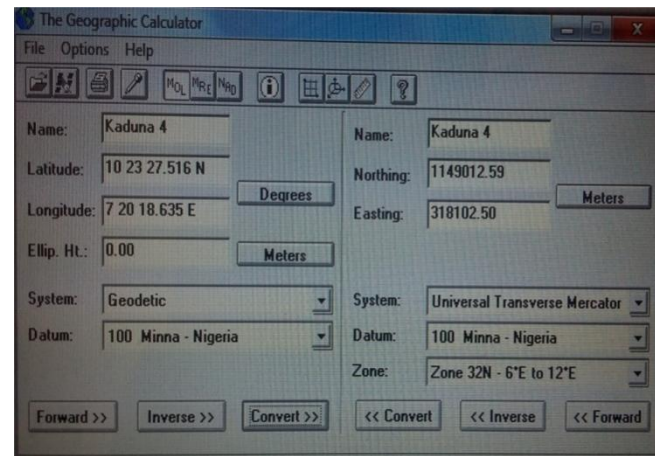 The Geographic Calculator
File Options Help
MOL MRE NAD
Name: Kaduna 4
Latitude: 10 23 27.516 N
Degrees
Longitude: 7 20 18.635 E
Ellip. Ht.: 0.00 Meters
System: Geodetic
Datum: 100 Minna - Nigeria
Forward >> Inverse >> Convert >>
Name: Kaduna 4
Northing: 1149012.59
Meters
Easting: 318102.50
System: Universal Transverse Mercator
Datum: 100 Minna - Nigeria
Zone: Zone 32N - 6°E to 12°E
<< Convert << Inverse << Forward